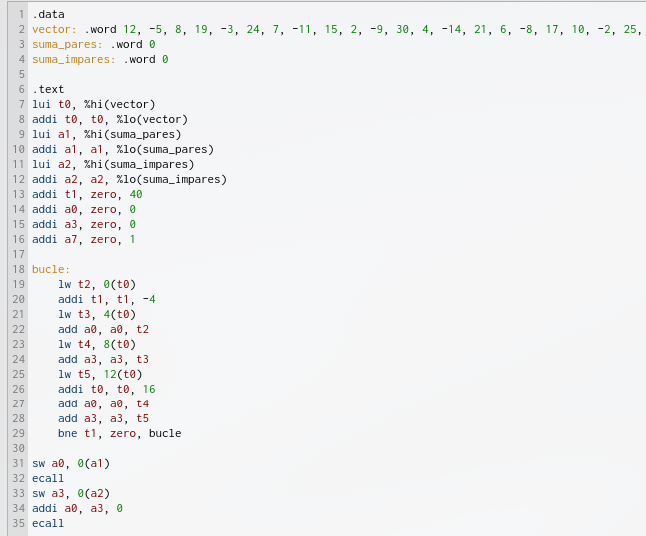 1 .data
2 vector: .word 12, -5, 8, 19, -3, 24, 7, -11, 15, 2, -9, 30, 4, -14, 21, 6, -8, 17, 10, -2, 25,
3 suma_pares: .word 0
4 suma_impares: .word 0
5
6 .text
7 lui t0, %hi(vector)
8 addi t0, t0, %lo(vector)
9 lui a1, %hi(suma_pares)
10 addi a1, a1, %lo(suma_pares)
11 lui a2, %hi(suma_impares)
12 addi a2, a2, %lo(suma_impares)
13 addi t1, zero, 40
14 addi a0, zero, 0
15 addi a3, zero, 0
16 addi a7, zero, 1
17
18 bucle:
19 lw t2, 0(t0)
20 addi t1, t1, -4
21 lw t3, 4(t0)
22 add a0, a0, t2
23 lw t4, 8(t0)
24 add a3, a3, t3
25 lw t5, 12(t0)
26 addi t0, t0, 16
27 add a0, a0, t4
28 add a3, a3, t5
29 bne t1, zero, bucle
30
31 sw a0, 0(a1)
32 ecall
33 sw a3, 0(a2)
34 addi a0, a3, 0
35 ecall